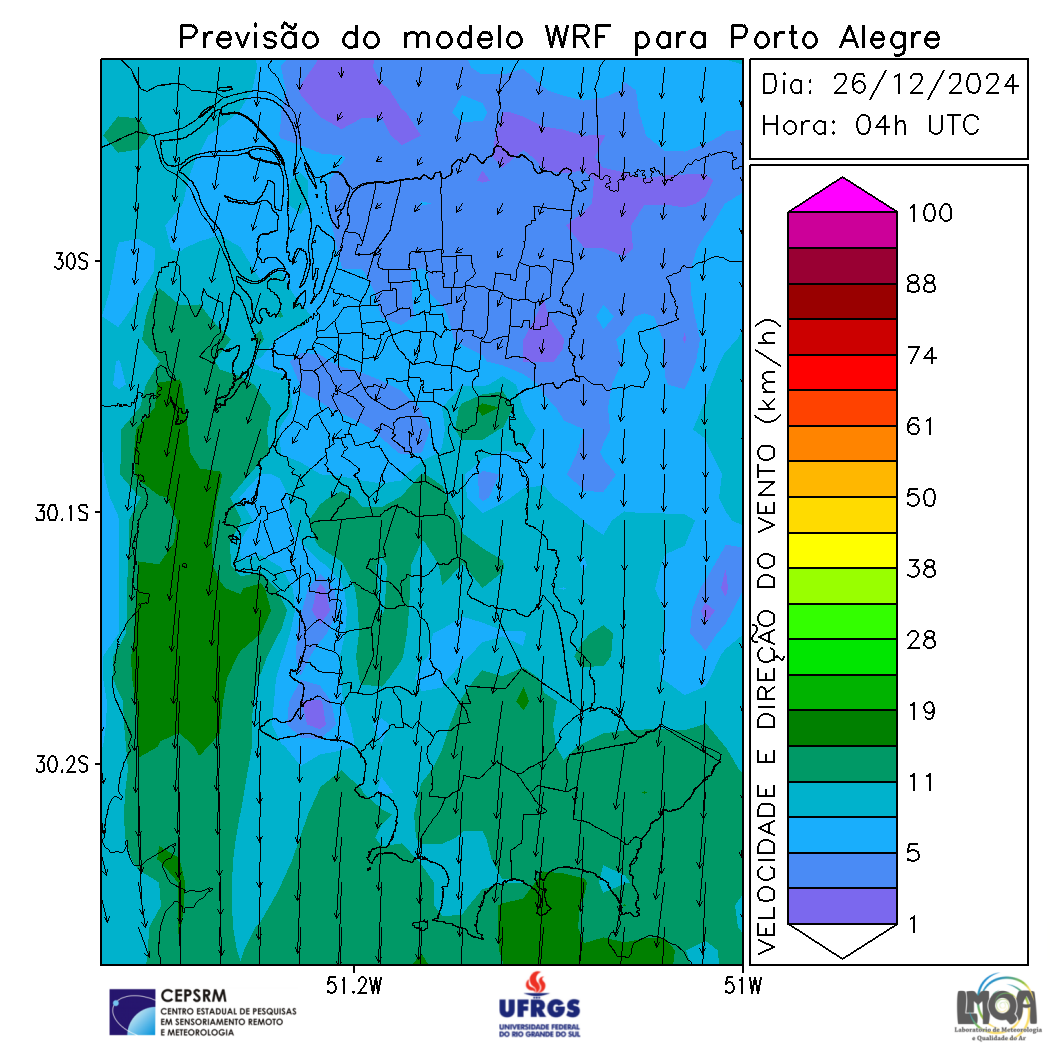 Previsão do modelo WRF para Porto Alegre
Dia: 26/12/2024
Hora: 04h UTC
30S
30.1S
30.2S
51.2W
51W
VELOCIDADE E DIREÇÃO DO VENTO (km/h)
100
88
74
61
50
38
28
19
11
5
1
CEPSRM
CENTRO ESTADUAL DE PESQUISAS
EM SENSORIAMENTO REMOTO
E METEOROLOGIA
UFRGS
UNIVERSIDADE FEDERAL
DO RIO GRANDE DO SUL
LMQA
Laboratório de Meteorologia
e Qualidade do Ar